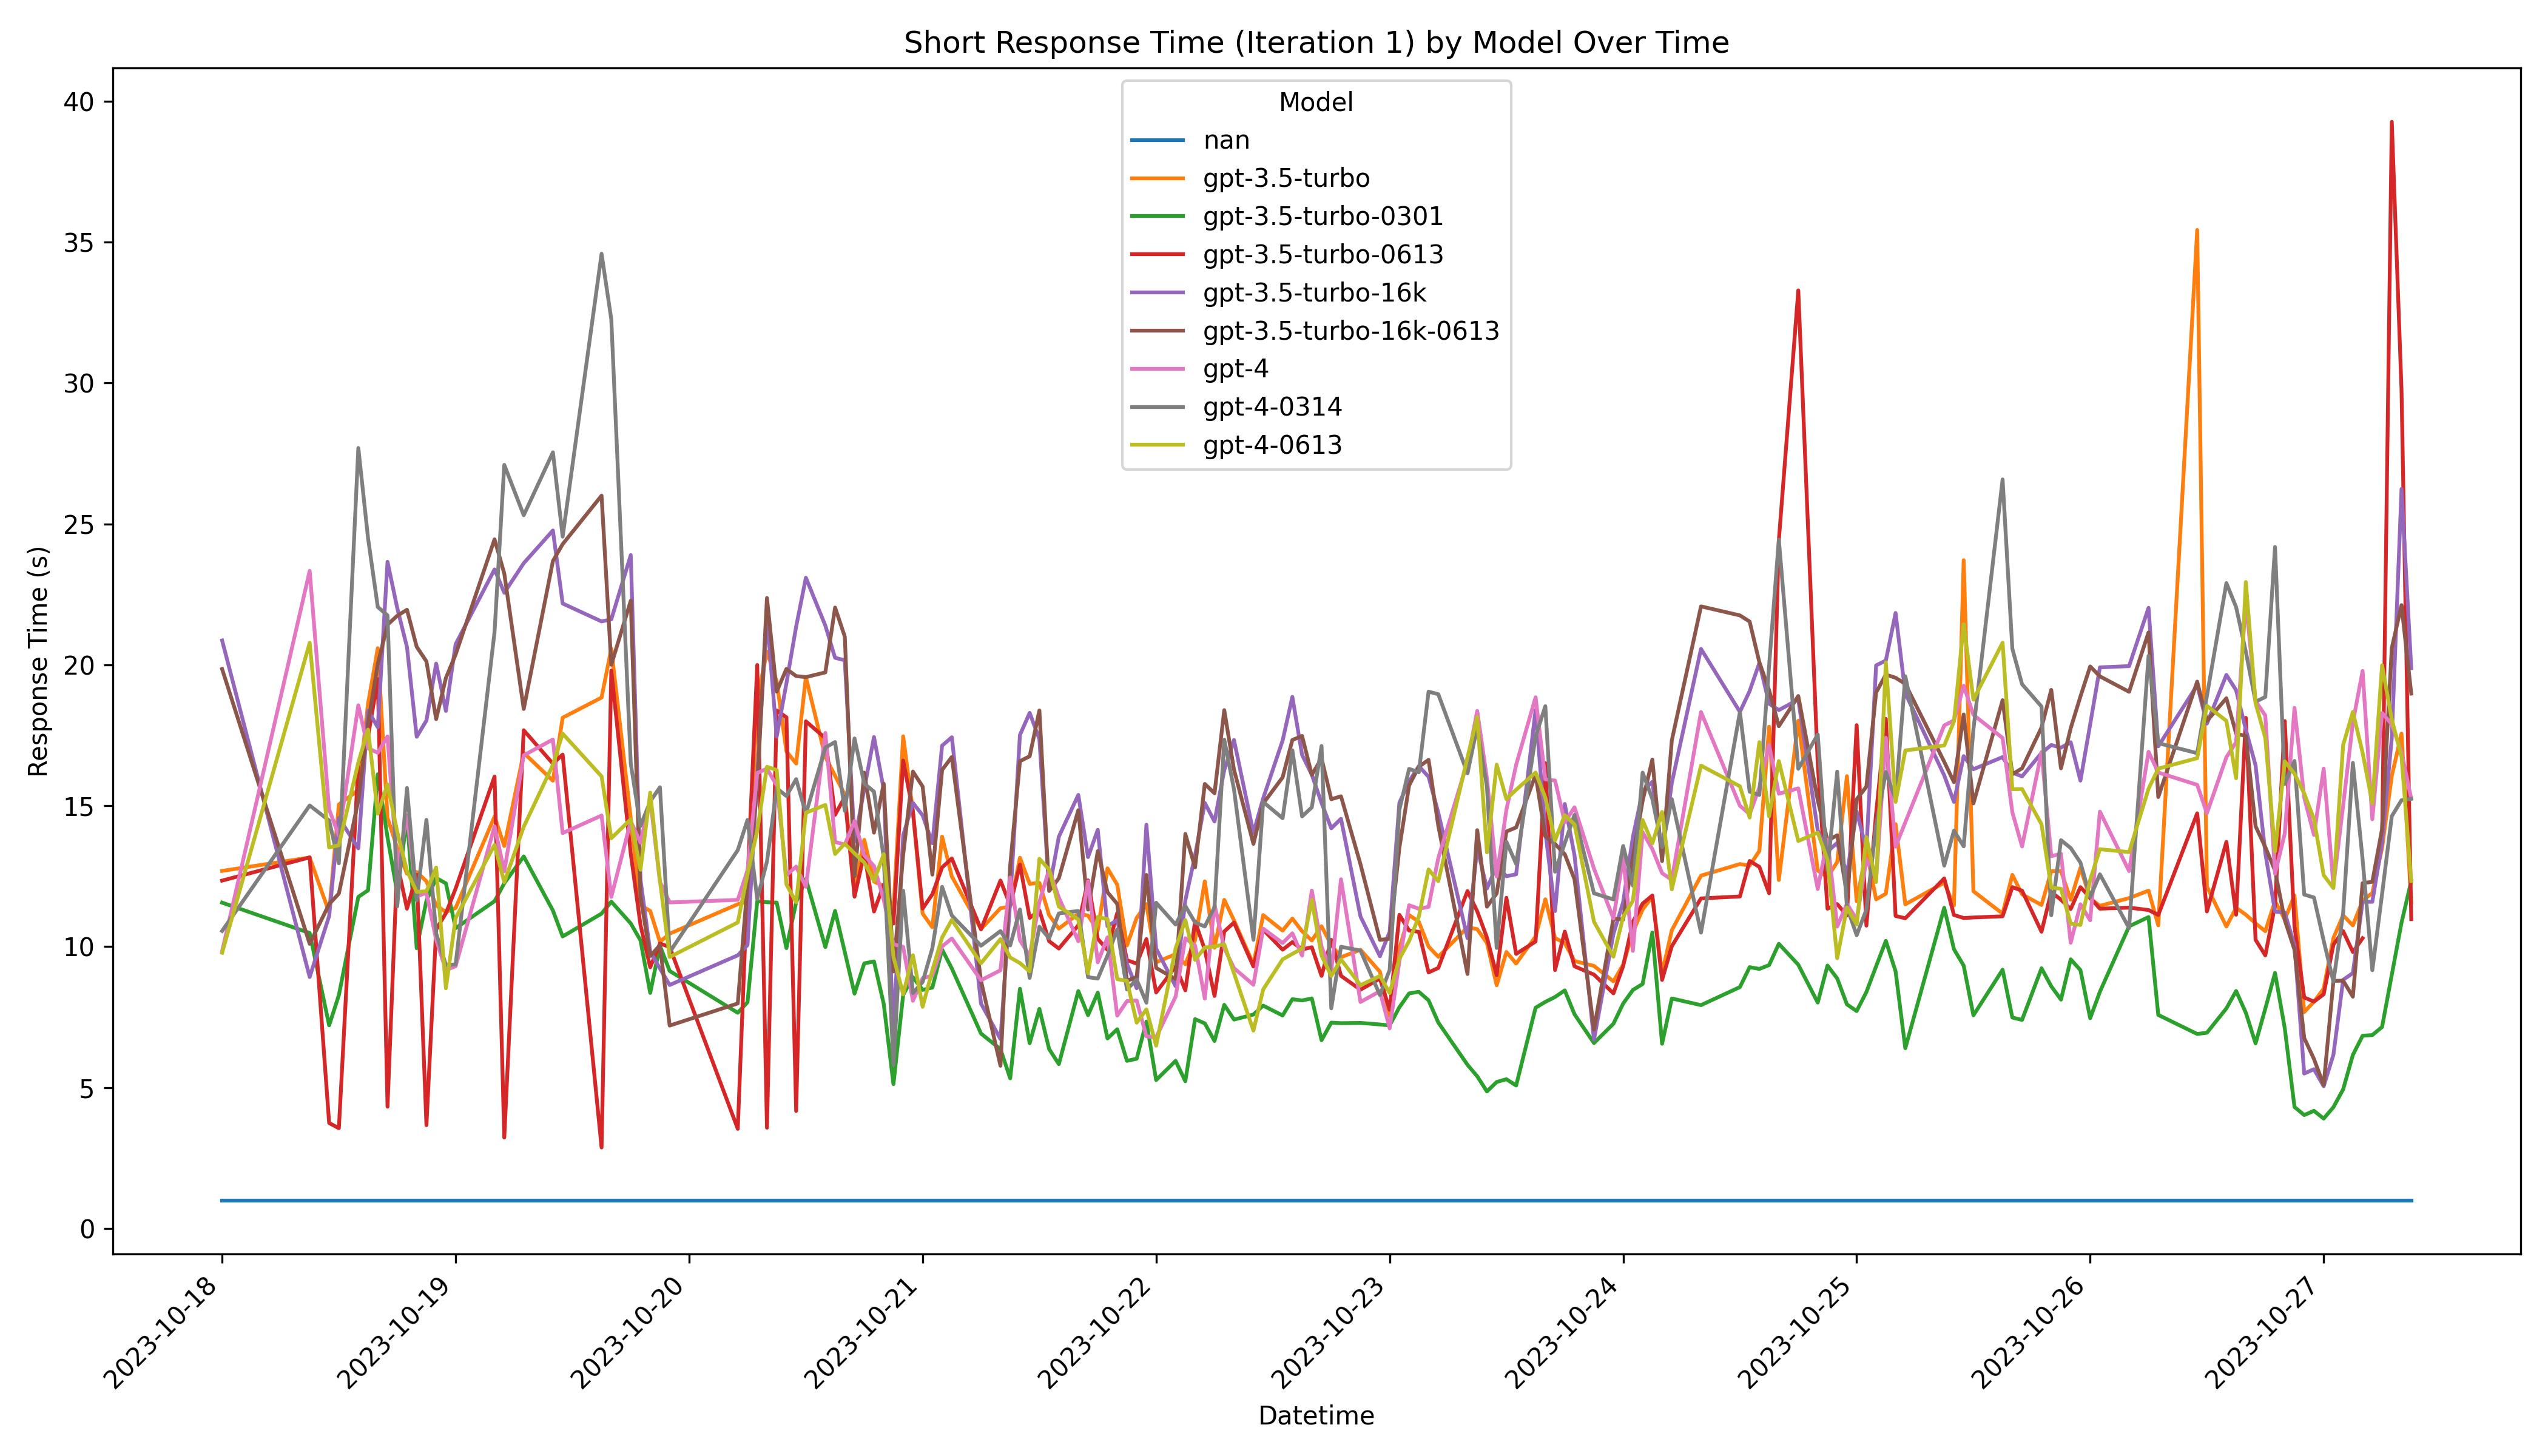 Short Response Time (Iteration 1) by Model Over Time
Model
nan
gpt-3.5-turbo
gpt-3.5-turbo-0301
gpt-3.5-turbo-0613
gpt-3.5-turbo-16k
gpt-3.5-turbo-16k-0613
gpt-4
gpt-4-0314
gpt-4-0613
Response Time (s)
40
35
30
25
20
15
10
5
0
2023-10-18
2023-10-19
2023-10-20
2023-10-21
2023-10-22
2023-10-23
2023-10-24
2023-10-25
2023-10-26
2023-10-27
Datetime